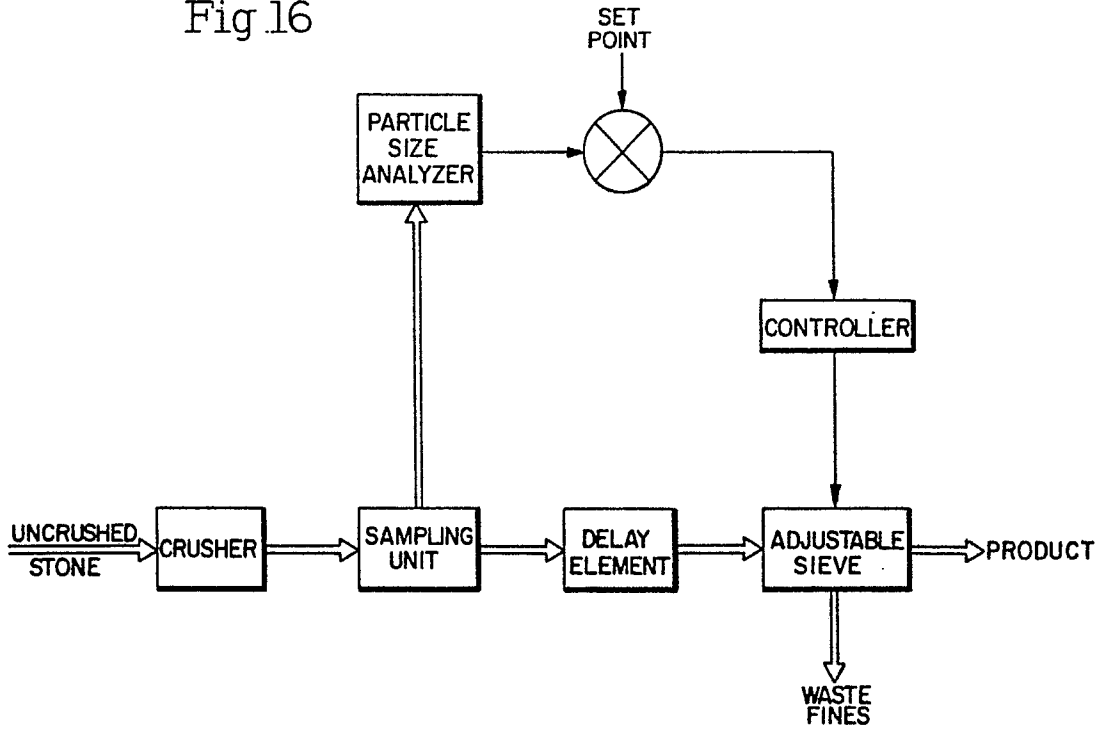 Fig.16
SET
POINT
PARTICLE
SIZE
ANALYZER
CONTROLLER
UNCRUSHED
STONE
CRUSHER
SAMPLING
UNIT
DELAY
ELEMENT
ADJUSTABLE
SIEVE
PRODUCT
WASTE
FINES